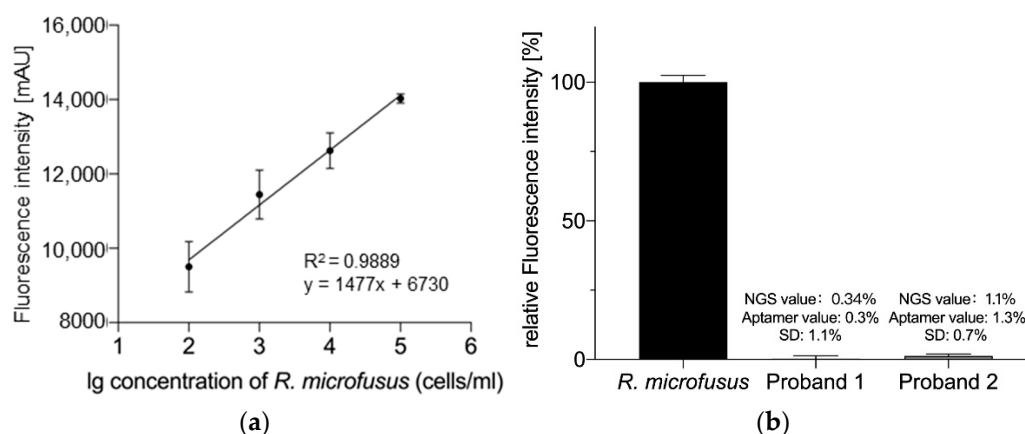 Fluorescence intensity [mAU]
16,000
14,000
12,000
10,000
8000
1 2 3 4 5 6
R² = 0.9889
y = 1477x + 6730
lg concentration of R. microfusus (cells/ml)
(a)
relative Fluorescence intensity [%]
100
50
0
NGS value: 0.34%
Aptamer value: 0.3%
SD: 1.1%
NGS value: 1.1%
Aptamer value: 1.3%
SD: 0.7%
R. microfusus Proband 1 Proband 2
(b)